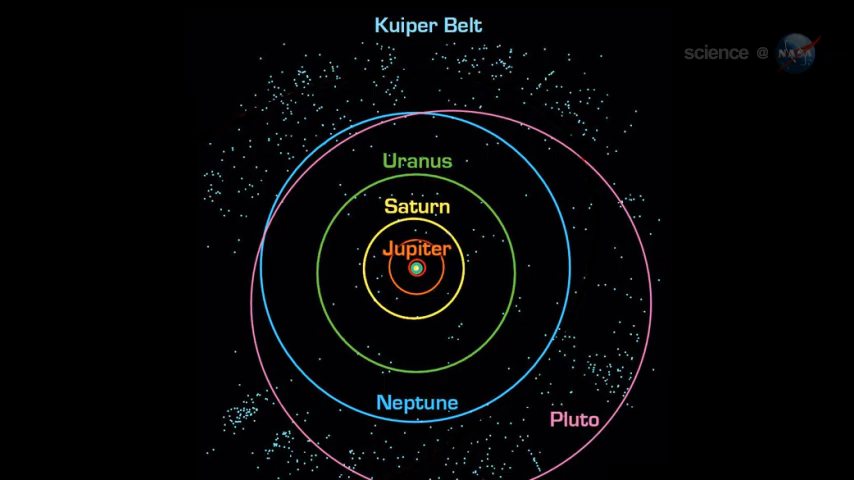 Kuiper Belt
science @ NASA
Uranus
Saturn
Jupiter
Neptune
Pluto